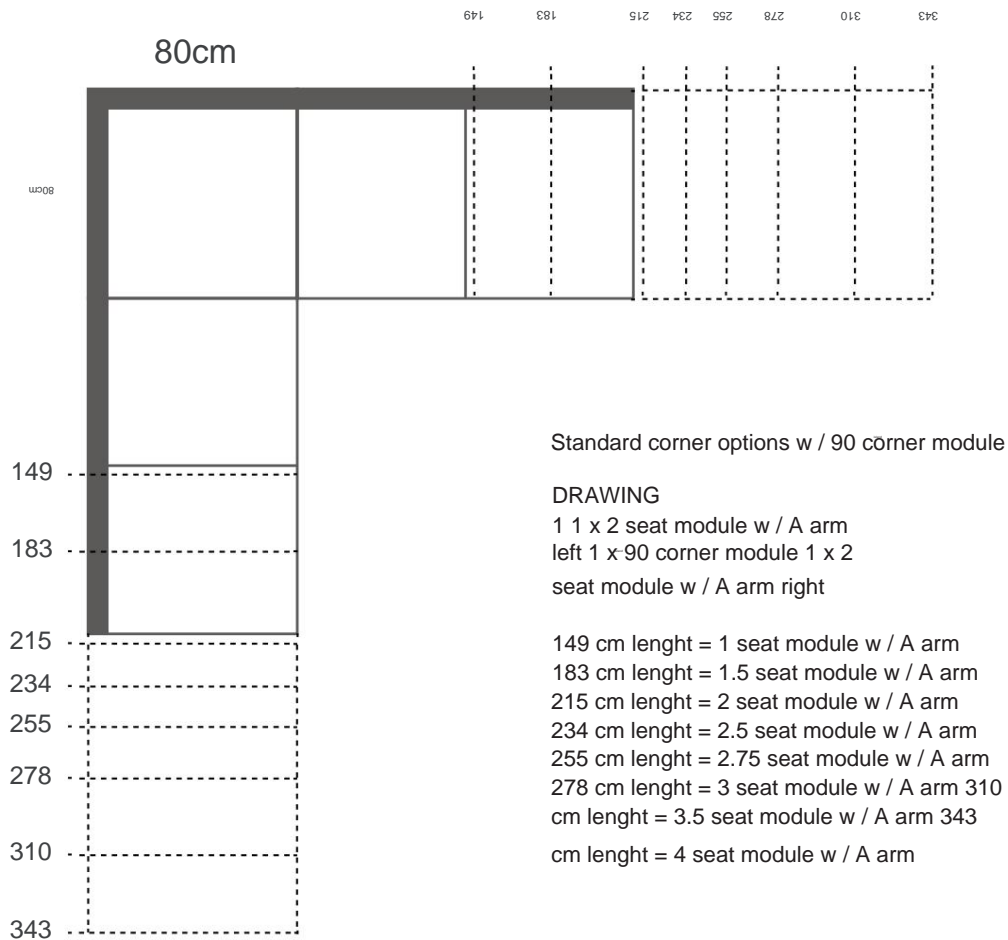 149 183 215 234 255 278 310 343
80cm
80cm
149
183
215
234
255
278
310
343
Standard corner options w / 90 corner module
DRAWING
1 1 x 2 seat module w / A arm
left 1 x 90 corner module 1 x 2
seat module w / A arm right
149 cm lenght = 1 seat module w / A arm
183 cm lenght = 1.5 seat module w / A arm
215 cm lenght = 2 seat module w / A arm
234 cm lenght = 2.5 seat module w / A arm
255 cm lenght = 2.75 seat module w / A arm
278 cm lenght = 3 seat module w / A arm 310
cm lenght = 3.5 seat module w / A arm 343
cm lenght = 4 seat module w / A arm